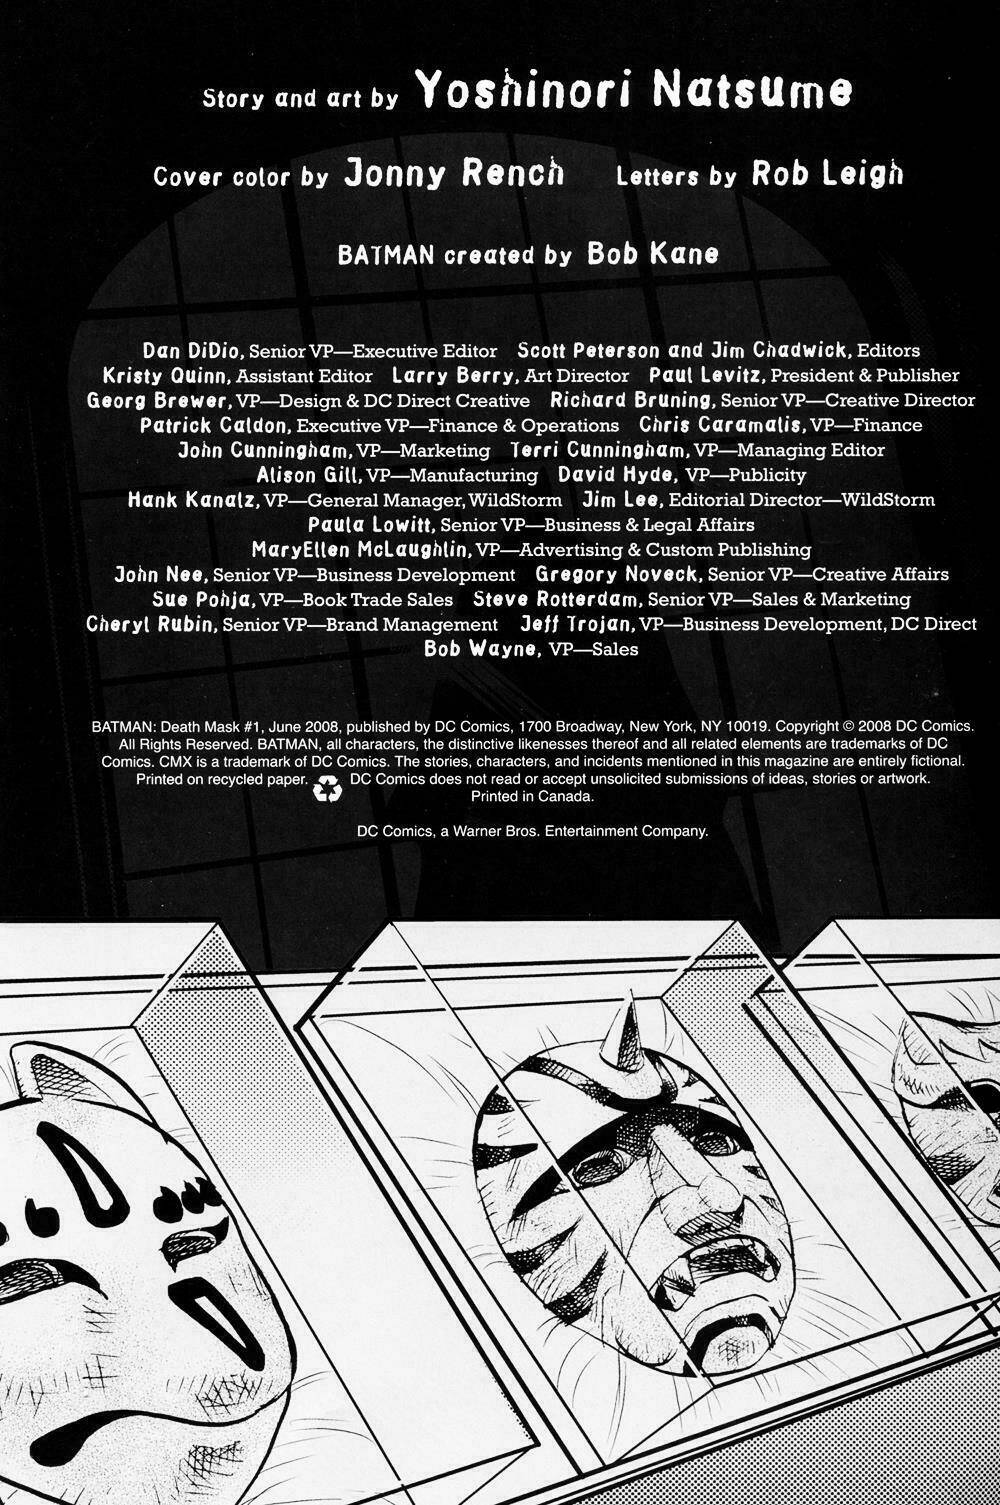 Story and art by Yoshinori Natsume
Cover color by Jonny Rench Letters by Rob Leigh
BATMAN created by Bob Kane
Dan DiDio, Senior VP—Executive Editor Scott Peterson and Jim Chadwick, Editors
Kristy Quinn, Assistant Editor Larry Berry, Art Director Paul Levitz, President & Publisher
Georg Brewer, VP—Design & DC Direct Creative Richard Bruning, Senior VP—Creative Director
Patrick Caldon, Executive VP—Finance & Operations Chris Caramalis, VP—Finance
John Cunningham, VP—Marketing Terri Cunningham, VP—Managing Editor
Alison Gill, VP—Manufacturing David Hyde, VP—Publicity
Hank Kanalz, VP—General Manager, WildStorm Jim Lee, Editorial Director—WildStorm
Paula Lowitt, Senior VP—Business & Legal Affairs
MaryEllen McLaughlin, VP—Advertising & Custom Publishing
John Nee, Senior VP—Business Development Gregory Noveck, Senior VP—Creative Affairs
Sue Pohja, VP—Book Trade Sales Steve Rotterdam, Senior VP—Sales & Marketing
Cheryl Rubin, Senior VP—Brand Management Jeff Trojan, VP—Business Development, DC Direct
Bob Wayne, VP—Sales
BATMAN: Death Mask #1, June 2008, published by DC Comics, 1700 Broadway, New York, NY 10019. Copyright © 2008 DC Comics.
All Rights Reserved. BATMAN, all characters, the distinctive likenesses thereof and all related elements are trademarks of DC
Comics. CMX is a trademark of DC Comics. The stories, characters, and incidents mentioned in this magazine are entirely fictional.
Printed on recycled paper. DC Comics does not read or accept unsolicited submissions of ideas, stories or artwork.
Printed in Canada.
DC Comics, a Warner Bros. Entertainment Company.